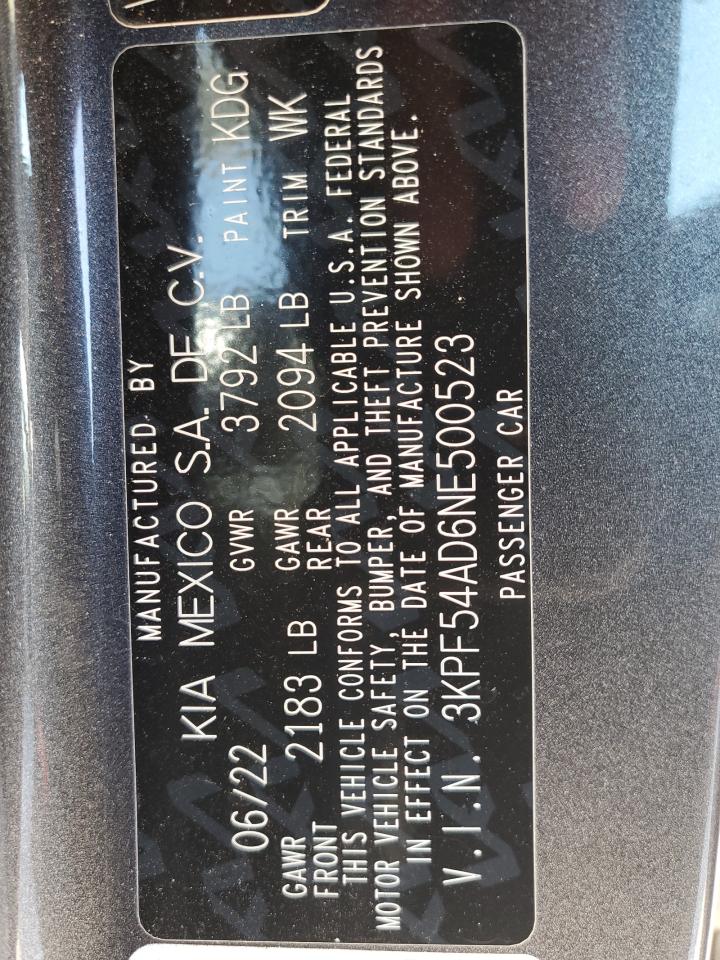 MANUFACTURED BY
KIA MEXICO S.A. DE C.V.
06/22 GVWR 3792 LB PAINT KDG
GAWR FRONT 2183 LB GAWR REAR 2094 LB TRIM WK
THIS VEHICLE CONFORMS TO ALL APPLICABLE U.S.A. FEDERAL
MOTOR VEHICLE SAFETY, BUMPER, AND THEFT PREVENTION STANDARDS
IN EFFECT ON THE DATE OF MANUFACTURE SHOWN ABOVE.
V.I.N. 3KPF54AD6NE500523
PASSENGER CAR